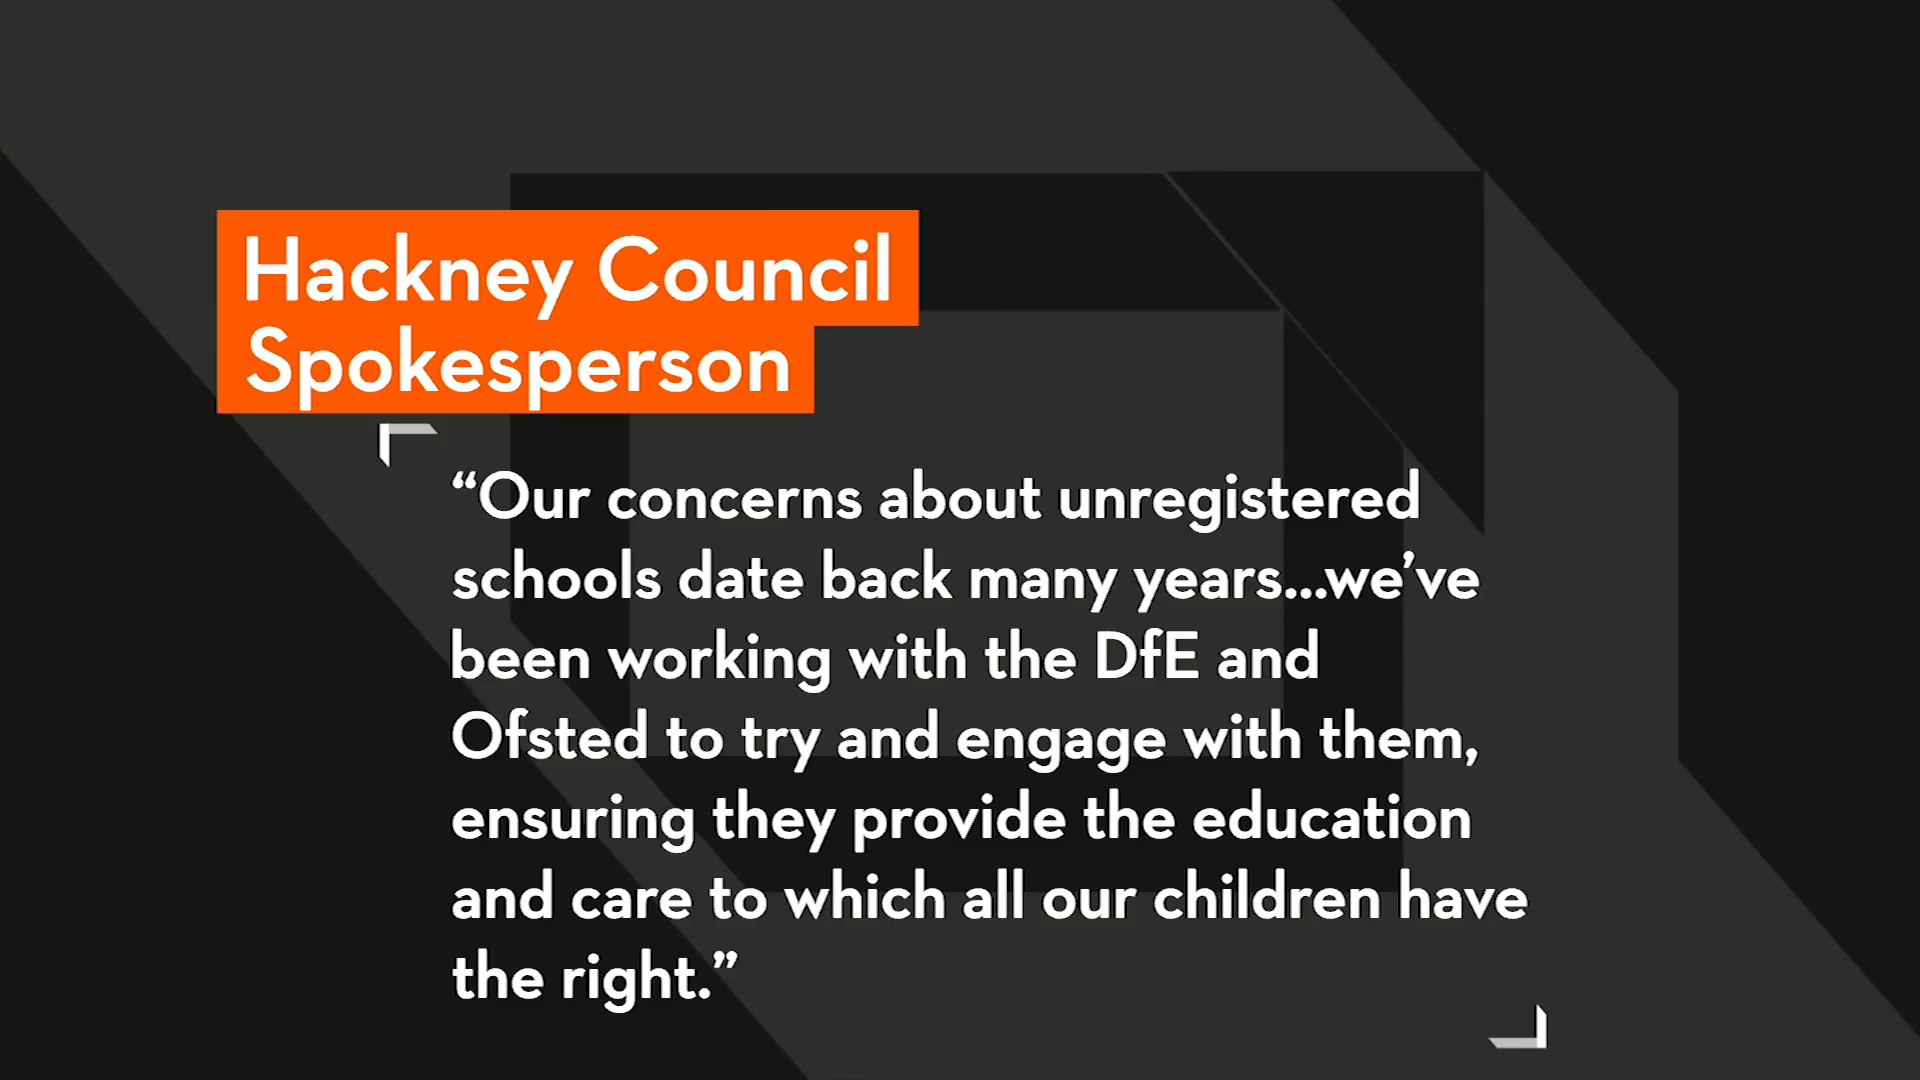 Hackney Council
Spokesperson
“Our concerns about unregistered
schools date back many years...we’ve
been working with the DfE and
Ofsted to try and engage with them,
ensuring they provide the education
and care to which all our children have
the right.”